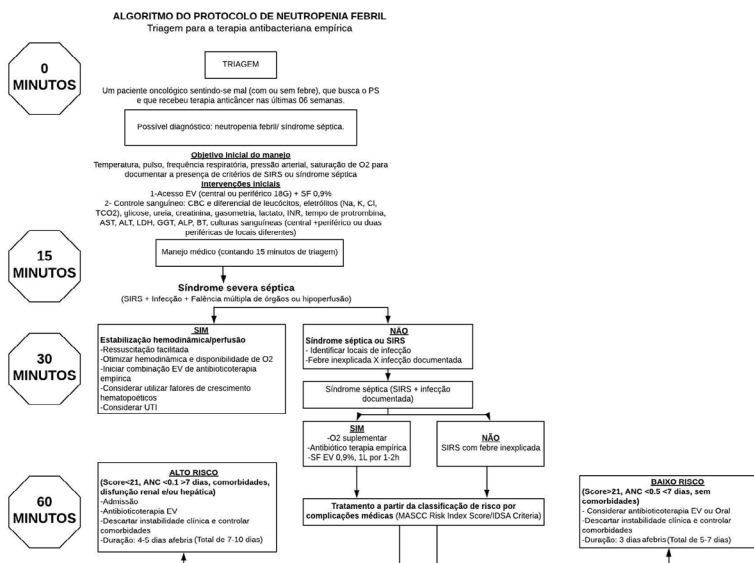 ALGORITMO DO PROTOCOLO DE NEUTROPENIA FEBRIL
Triagem para a terapia antibacteriana empírica
0
MINUTOS
TRIAGEM
Um paciente oncológico sentindo-se mal (com ou sem febre), que busca o PS
e que recebeu terapia anticâncer nas últimas 06 semanas.
Possível diagnóstico: neutropenia febril/ síndrome séptica.
Objetivo inicial do manejo
Temperatura, pulso, frequência respiratória, pressão arterial, saturação de O2 para
documentar a presença de critérios de SIRS ou síndrome séptica
Intervenções iniciais
1-Acesso EV (central ou periférico 18G) + SF 0,9%
2- Controle sanguíneo: CBC e diferencial de leucócitos, eletrólitos (Na, K, Cl,
TCO2), glicose, ureia, creatinina, gasometria, lactato, INR, tempo de protrombina,
AST, ALT, LDH, GGT, ALP, BT, culturas sanguíneas (central +periférico ou duas
periféricas de locais diferentes)
15
MINUTOS
Manejo médico (contando 15 minutos de triagem)
Síndrome severa séptica
(SIRS + Infecção + Falência múltipla de órgãos ou hipoperfusão)
30
MINUTOS
SIM
Estabilização hemodinâmica/perfusão
-Ressuscitação facilitada
-Otimizar hemodinâmica e disponibilidade de O2
-Iniciar combinação EV de antibioticoterapia
empírica
-Considerar utilizar fatores de crescimento
hematopoéticos
-Considerar UTI
NÃO
Síndrome séptica ou SIRS
- Identificar locais de infecção
-Febre inexplicada X infecção documentada
Síndrome séptica (SIRS + infecção
documentada)
SIM
-O2 suplementar
-Antibiótico terapia empírica
-SF EV 0,9%, 1L por 1-2h
NÃO
SIRS com febre inexplicada
60
MINUTOS
ALTO RISCO
(Score<21, ANC <0.1 >7 dias, comorbidades,
disfunção renal e/ou hepática)
-Admissão
-Antibioticoterapia EV
-Descartar instabilidade clínica e controlar
comorbidades
-Duração: 4-5 dias afebris (Total de 7-10 dias)
Tratamento a partir da classificação de risco por
complicações médicas (MASCC Risk Index Score/IDSA Criteria)
BAIXO RISCO
(Score>21, ANC <0.5 <7 dias, sem
comorbidades)
- Considerar antibioticoterapia EV ou Oral
-Descartar instabilidade clínica e controlar
comorbidades
-Duração: 3 dias afebris (Total de 5-7 dias)